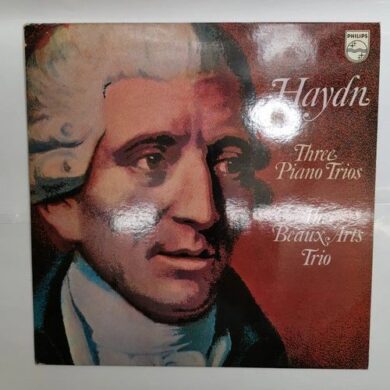 PHILIPS
Haydn
Three
Piano Trios
The
Beaux Arts
Trio